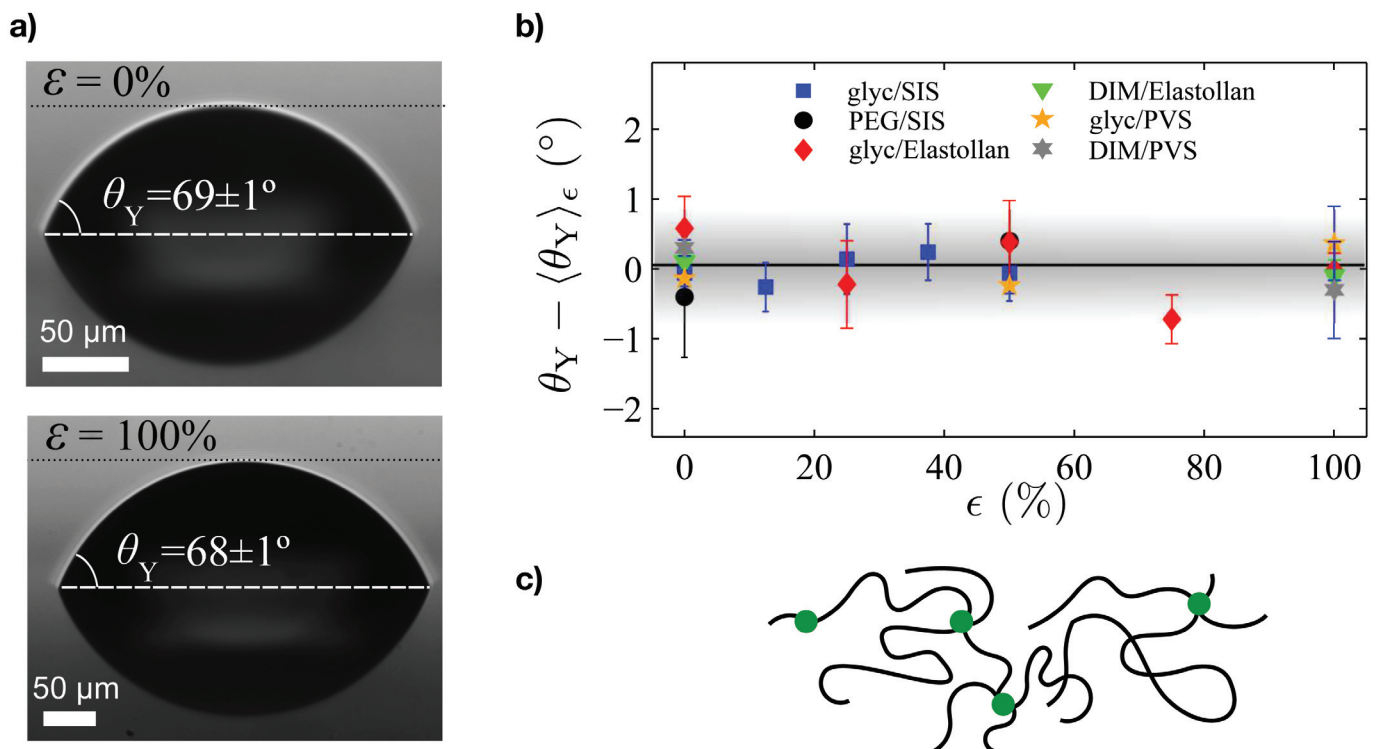 a)
ε = 0%
θY=69±1º
50 µm
ε = 100%
θY=68±1º
50 µm
b)
glyc/SIS
PEG/SIS
glyc/Elastollan
DIM/Elastollan
glyc/PVS
DIM/PVS
θY − ⟨θY⟩ϵ (°)
2
1
0
−1
−2
0 20 40 60 80 100
ϵ (%)
c)